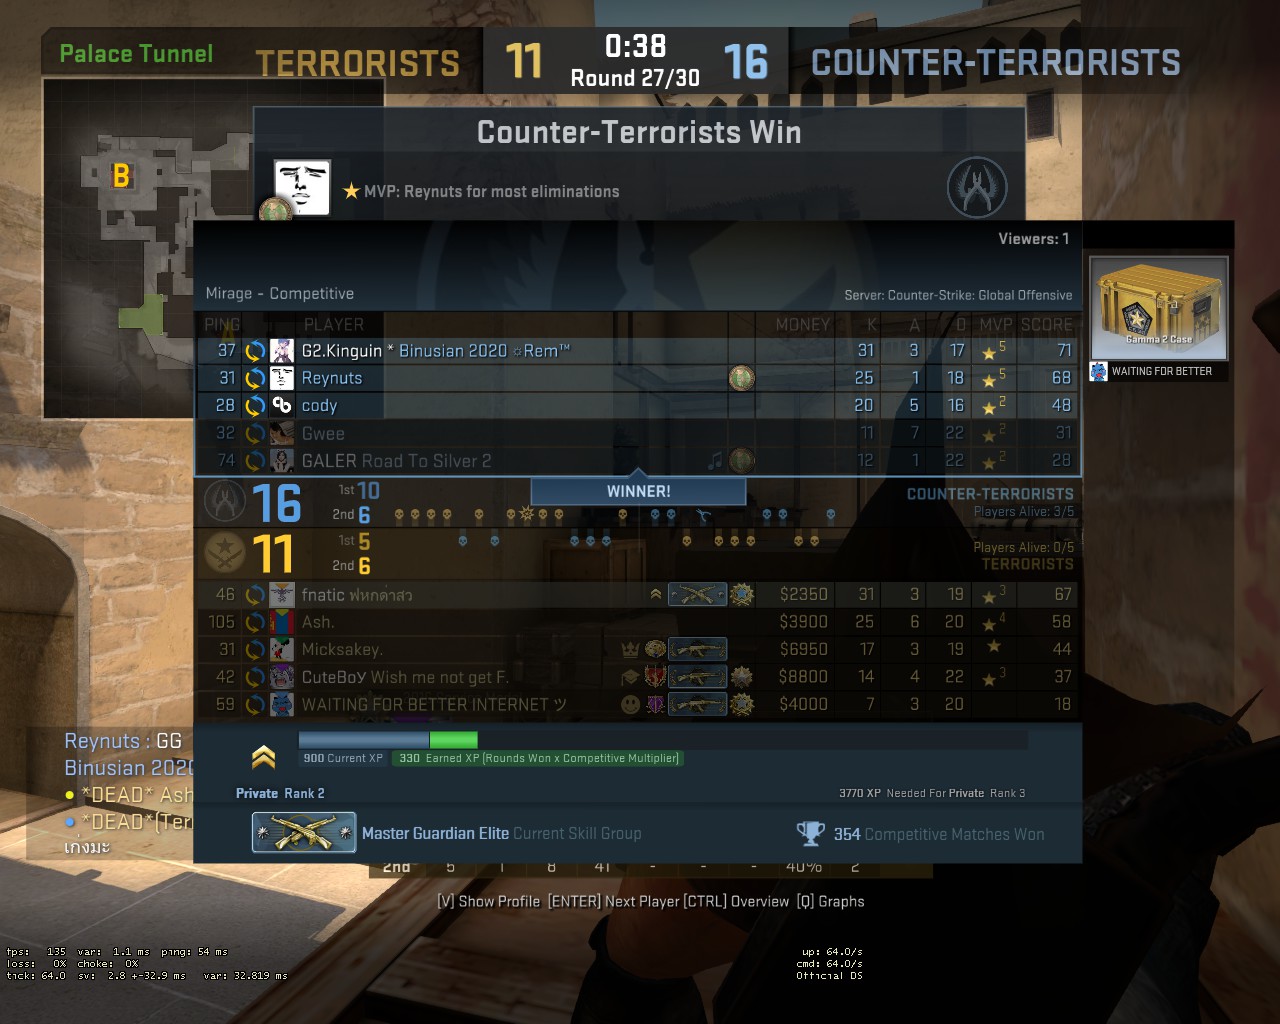 Palace Tunnel
TERRORISTS 11 0:38 16 COUNTER-TERRORISTS
Round 27/30
Counter-Terrorists Win
B
MVP: Reynuts for most eliminations
Viewers: 1
Mirage - Competitive
Server: Counter-Strike: Global Offensive
PING PLAYER MONEY K A D MVP SCORE
37 G2.Kinguin * Binusian 2020 ☼Rem™ 31 3 17 5 71
31 Reynuts 25 1 18 5 68
28 cody 20 5 16 2 48
32 Gwee 11 7 22 2 31
74 GALER Road To Silver 2 12 1 22 2 28
Gamma 2 Case
WAITING FOR BETTER
16 1st 10 WINNER! COUNTER-TERRORISTS
2nd 6 Players Alive: 3/5
11 1st 5 Players Alive: 0/5
2nd 6 TERRORISTS
46 fnatic ฟหกด่าสว $2350 31 3 19 3 67
105 Ash. $3900 25 6 20 4 58
31 Micksakey. $6950 17 3 19 44
42 CuteBoy Wish me not get F. $8800 14 4 22 3 37
59 WAITING FOR BETTER INTERNET ツ $4000 7 3 20 18
Reynuts : GG
Binusian 202
*DEAD* Ash
*DEAD*(Ter
เกงมะ
900 Current XP 330 Earned XP (Rounds Won x Competitive Multiplier)
Private Rank 2 3770 XP Needed For Private Rank 3
Master Guardian Elite Current Skill Group 354 Competitive Matches Won
2nd 5 1 8 41 - - - 40% 2
[V] Show Profile [ENTER] Next Player [CTRL] Overview [Q] Graphs
fps: 135 var: 1.1 ms ping: 54 ms
loss: 0% choke: 0%
tick: 64.0 sv: 2.8 +-32.9 ms var: 32.819 ms
up: 64.0/s
cmd: 64.0/s
Official DS